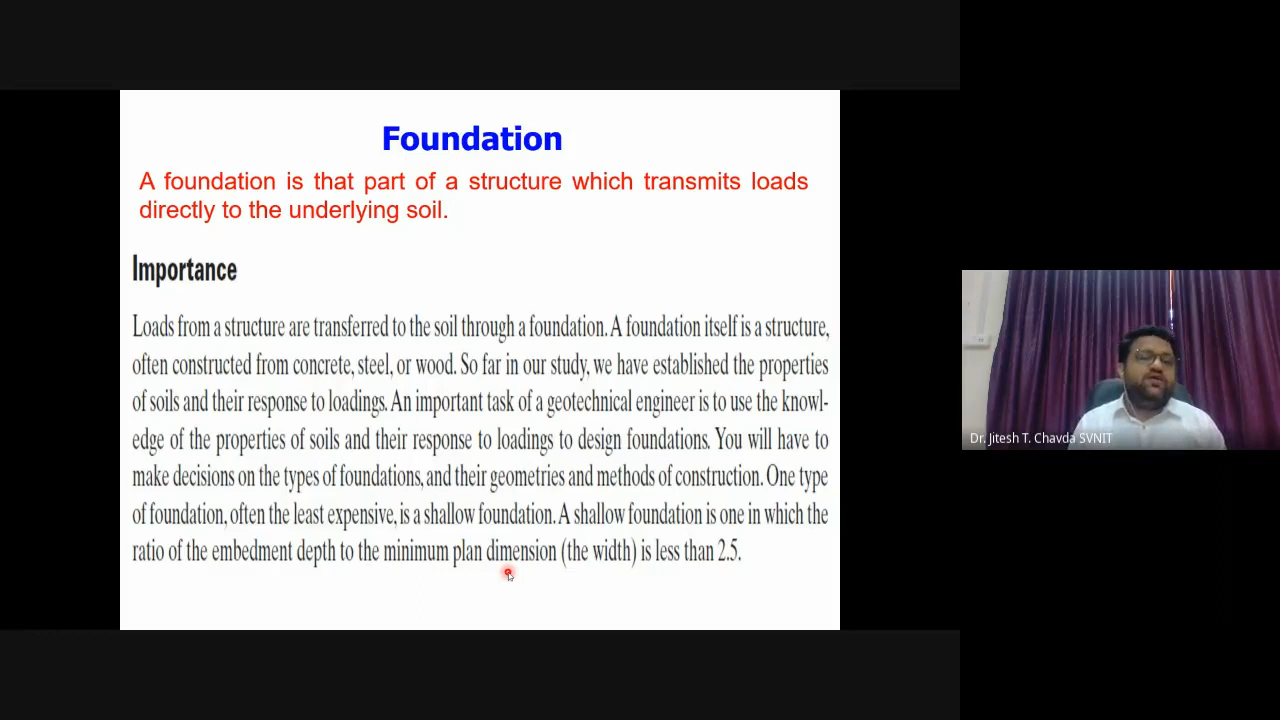 Foundation
A foundation is that part of a structure which transmits loads
directly to the underlying soil.
Importance
Loads from a structure are transferred to the soil through a foundation. A foundation itself is a structure,
often constructed from concrete, steel, or wood. So far in our study, we have established the properties
of soils and their response to loadings. An important task of a geotechnical engineer is to use the knowl-
edge of the properties of soils and their response to loadings to design foundations. You will have to
make decisions on the types of foundations, and their geometries and methods of construction. One type
of foundation, often the least expensive, is a shallow foundation. A shallow foundation is one in which the
ratio of the embedment depth to the minimum plan dimension (the width) is less than 2.5.
Dr. Jitesh T. Chavda SVNIT